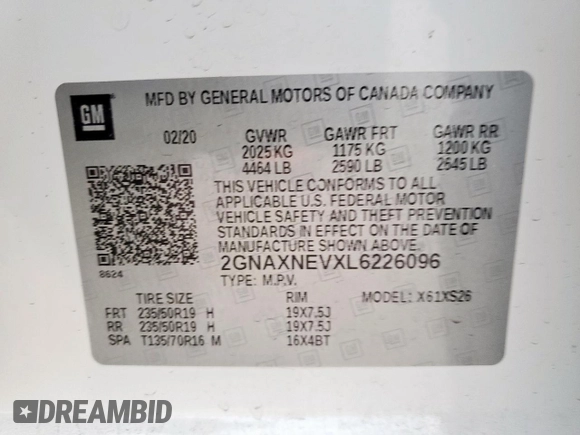 GM
MFD BY GENERAL MOTORS OF CANADA COMPANY
02/20 GVWR GAWR FRT GAWR RR
2025 KG 1175 KG 1200 KG
4464 LB 2590 LB 2645 LB
THIS VEHICLE CONFORMS TO ALL
APPLICABLE U.S. FEDERAL MOTOR
VEHICLE SAFETY AND THEFT PREVENTION
STANDARDS IN EFFECT ON THE DATE OF
MANUFACTURE SHOWN ABOVE.
8624
2GNAXNEVXL6226096
TYPE: M.P.V.
TIRE SIZE RIM MODEL: X61XS26
FRT 235/50R19 H 19X7.5J
RR 235/50R19 H 19X7.5J
SPA T135/70R16 M 16X4BT
DREAMBID